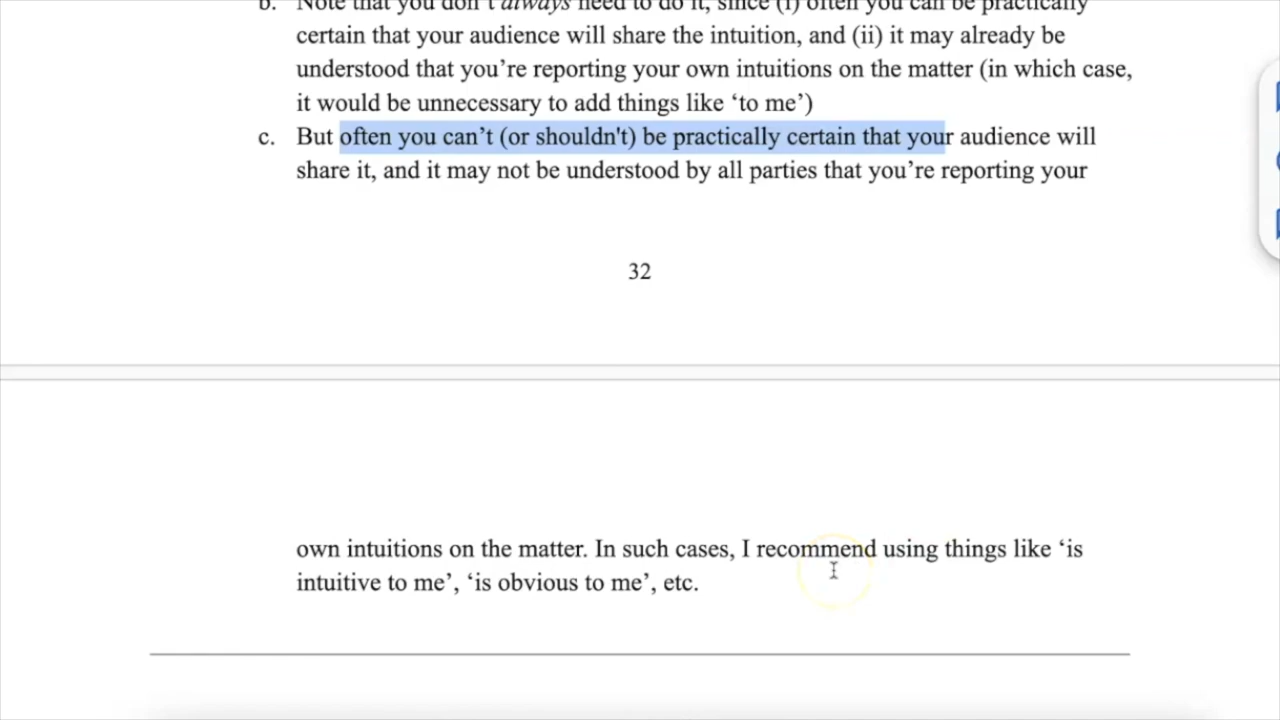 b. Note that you don't always need to do it, since (i) often you can be practically
certain that your audience will share the intuition, and (ii) it may already be
understood that you’re reporting your own intuitions on the matter (in which case,
it would be unnecessary to add things like ‘to me’)
c. But often you can’t (or shouldn't) be practically certain that your audience will
share it, and it may not be understood by all parties that you’re reporting your
32
own intuitions on the matter. In such cases, I recommend using things like ‘is
intuitive to me’, ‘is obvious to me’, etc.